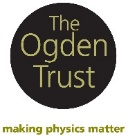 The
Ogden
Trust
making physics matter